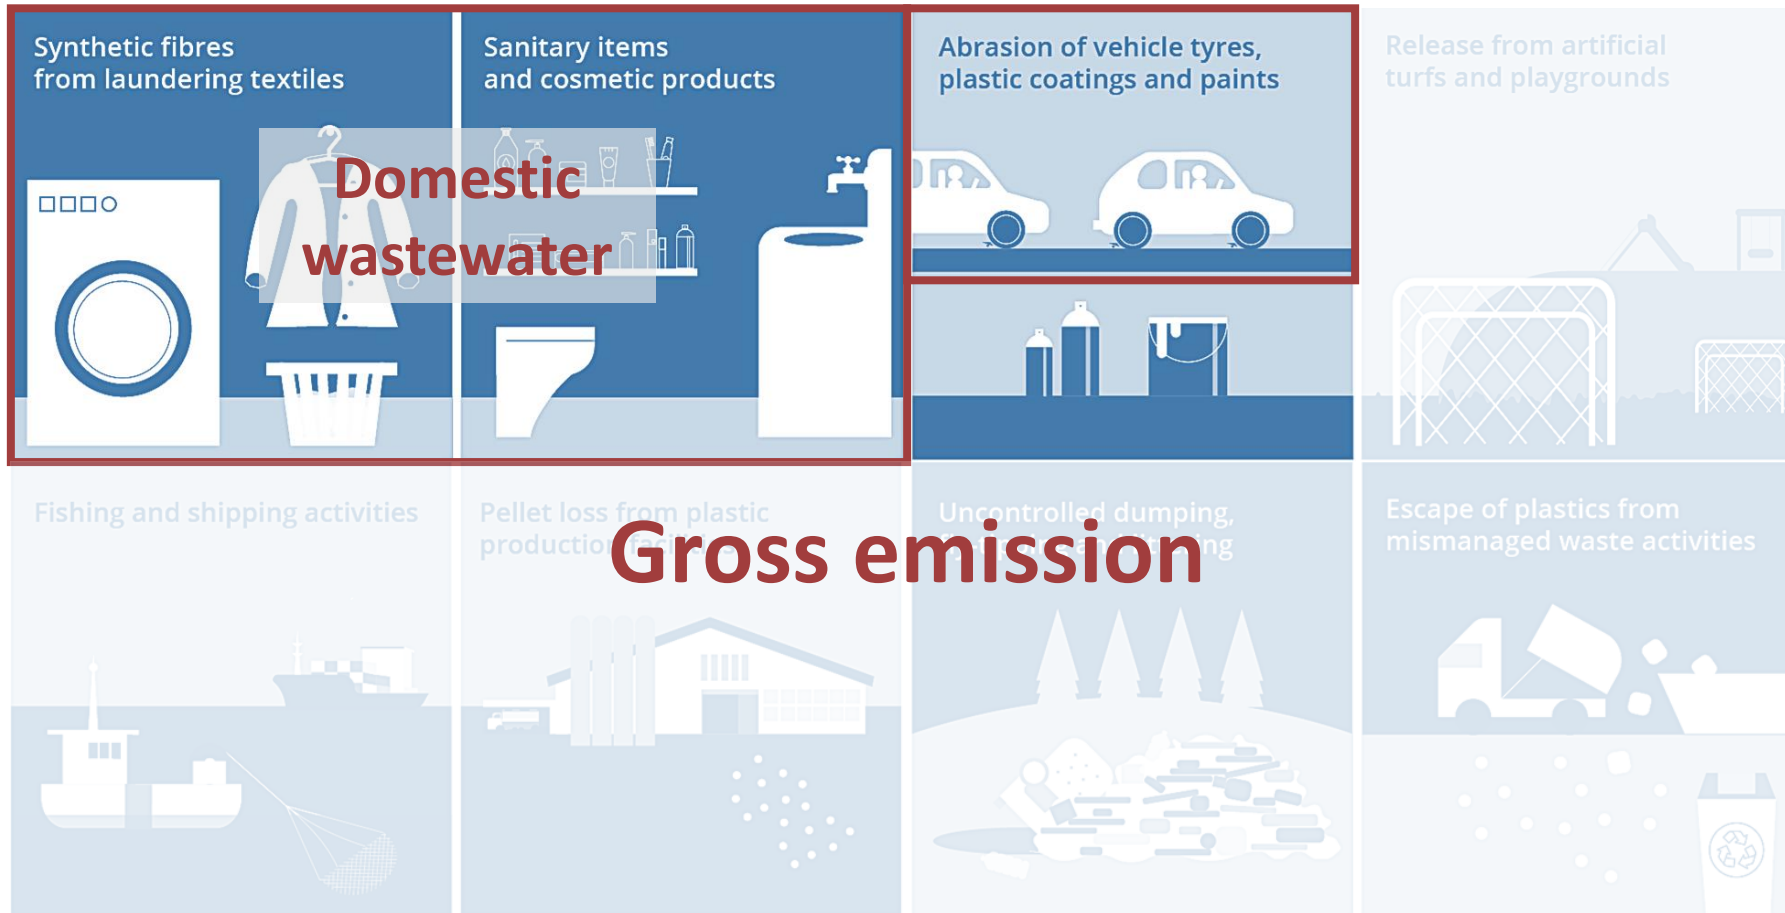 Synthetic fibres
from laundering textiles
Sanitary items
and cosmetic products
Abrasion of vehicle tyres,
plastic coatings and paints
Release from artificial
turfs and playgrounds
Domestic
wastewater
Fishing and shipping activities
Pellet loss from plastic
production
Uncontrolled dumping,
Escape of plastics from
mismanaged waste activities
Gross emission